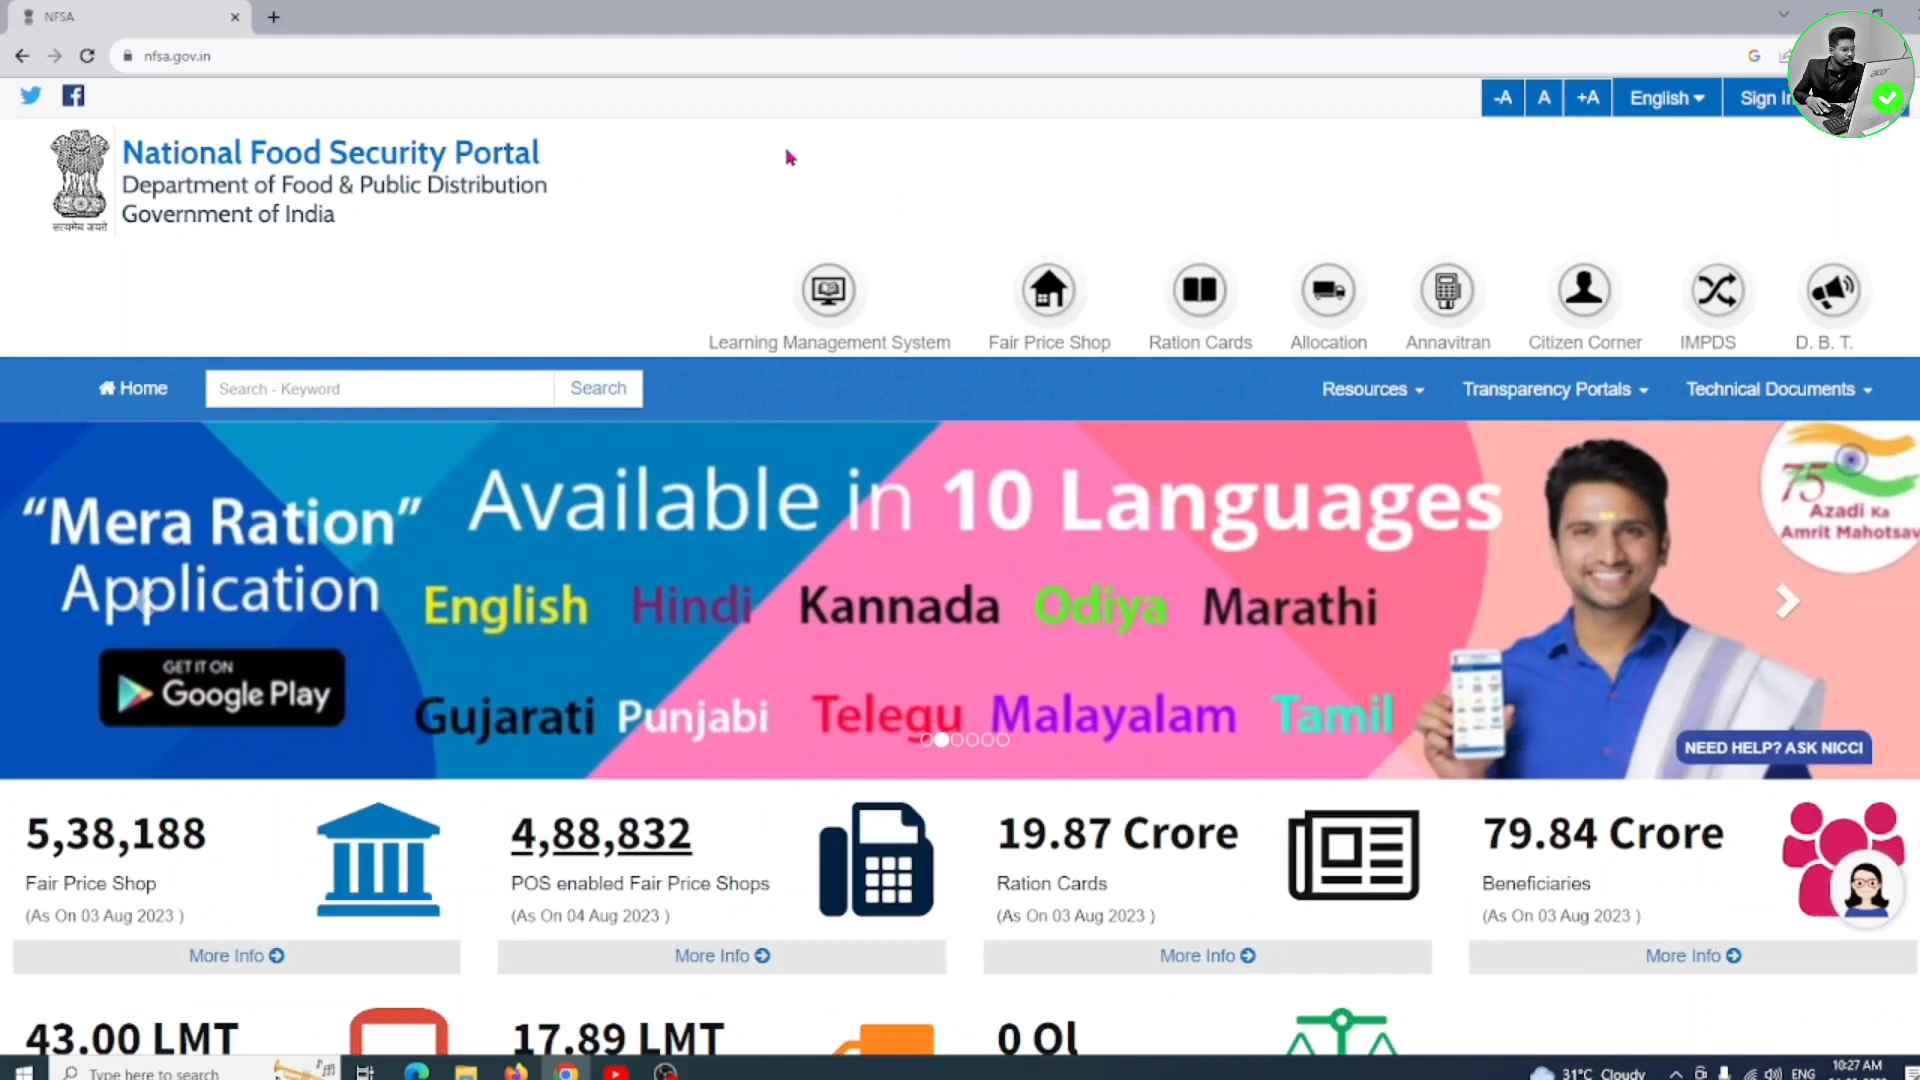 NFSA
nfsa.gov.in
-A A +A English Sign In
National Food Security Portal
Department of Food & Public Distribution
Government of India
सत्यमेव जयते
Learning Management System Fair Price Shop Ration Cards Allocation Annavitran Citizen Corner IMPDS D. B. T.
Home Search - Keyword Search Resources Transparency Portals Technical Documents
"Mera Ration" Available in 10 Languages
Application
English Hindi Kannada Odiya Marathi
GET IT ON
Google Play
Gujarati Punjabi Telegu Malayalam Tamil
75
Azadi Ka
Amrit Mahotsav
NEED HELP? ASK NICCI
5,38,188
Fair Price Shop
(As On 03 Aug 2023 )
More Info
4,88,832
POS enabled Fair Price Shops
(As On 04 Aug 2023 )
More Info
19.87 Crore
Ration Cards
(As On 03 Aug 2023 )
More Info
79.84 Crore
Beneficiaries
(As On 03 Aug 2023 )
More Info
43.00 LMT
17.89 LMT
0 Ql
Type here to search
31°C Cloudy
ENG
10:27 AM
acer